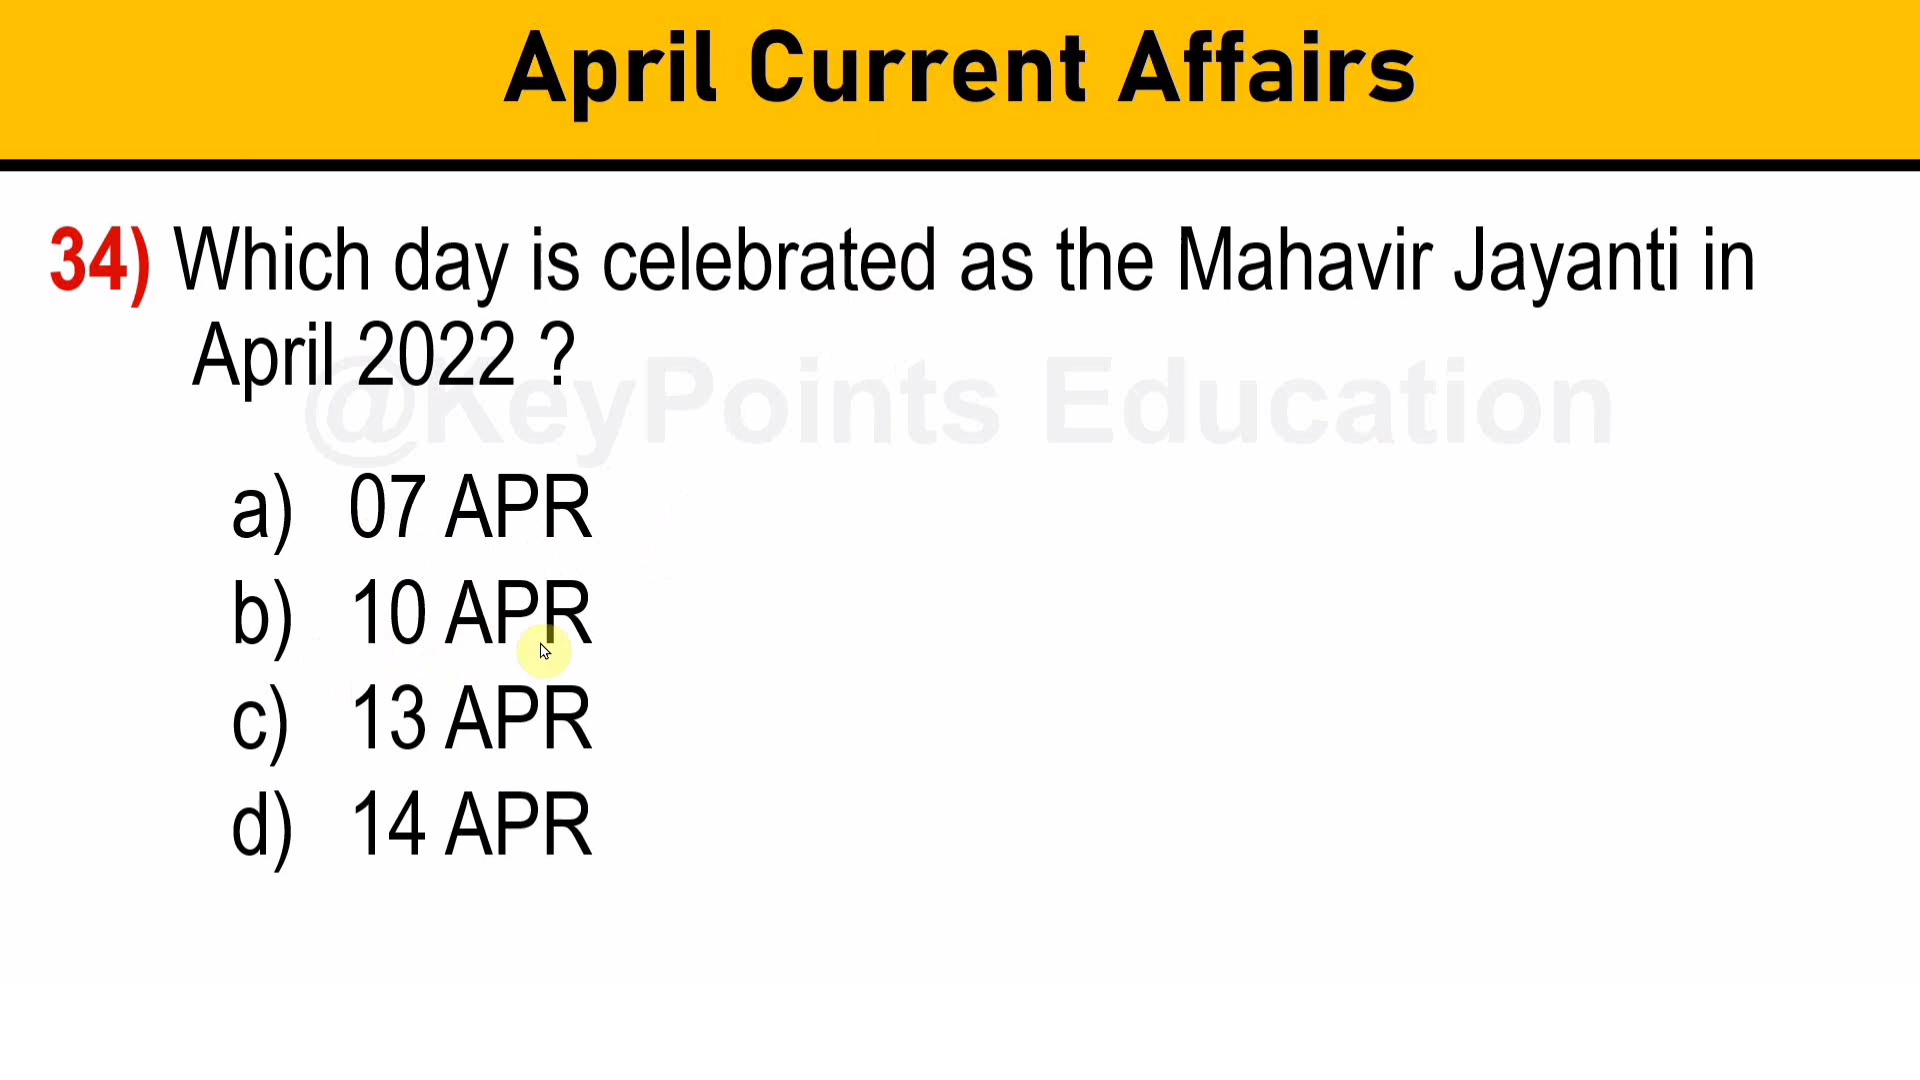 April Current Affairs
34) Which day is celebrated as the Mahavir Jayanti in
April 2022 ?
@KeyPoints Education
a) 07 APR
b) 10 APR
c) 13 APR
d) 14 APR